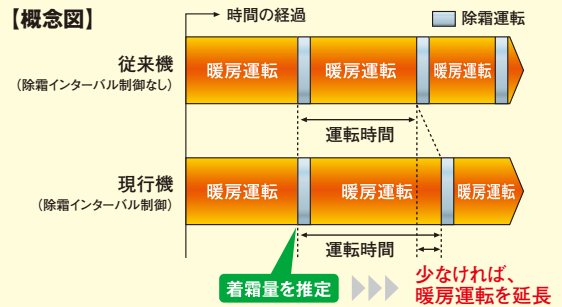 【概念図】
時間の経過
除霜運転
従来機
（除霜インターバル制御なし）
暖房運転
暖房運転
暖房運転
運転時間
現行機
（除霜インターバル制御）
暖房運転
暖房運転
暖房運転
運転時間
着霜量を推定
少なければ、
暖房運転を延長